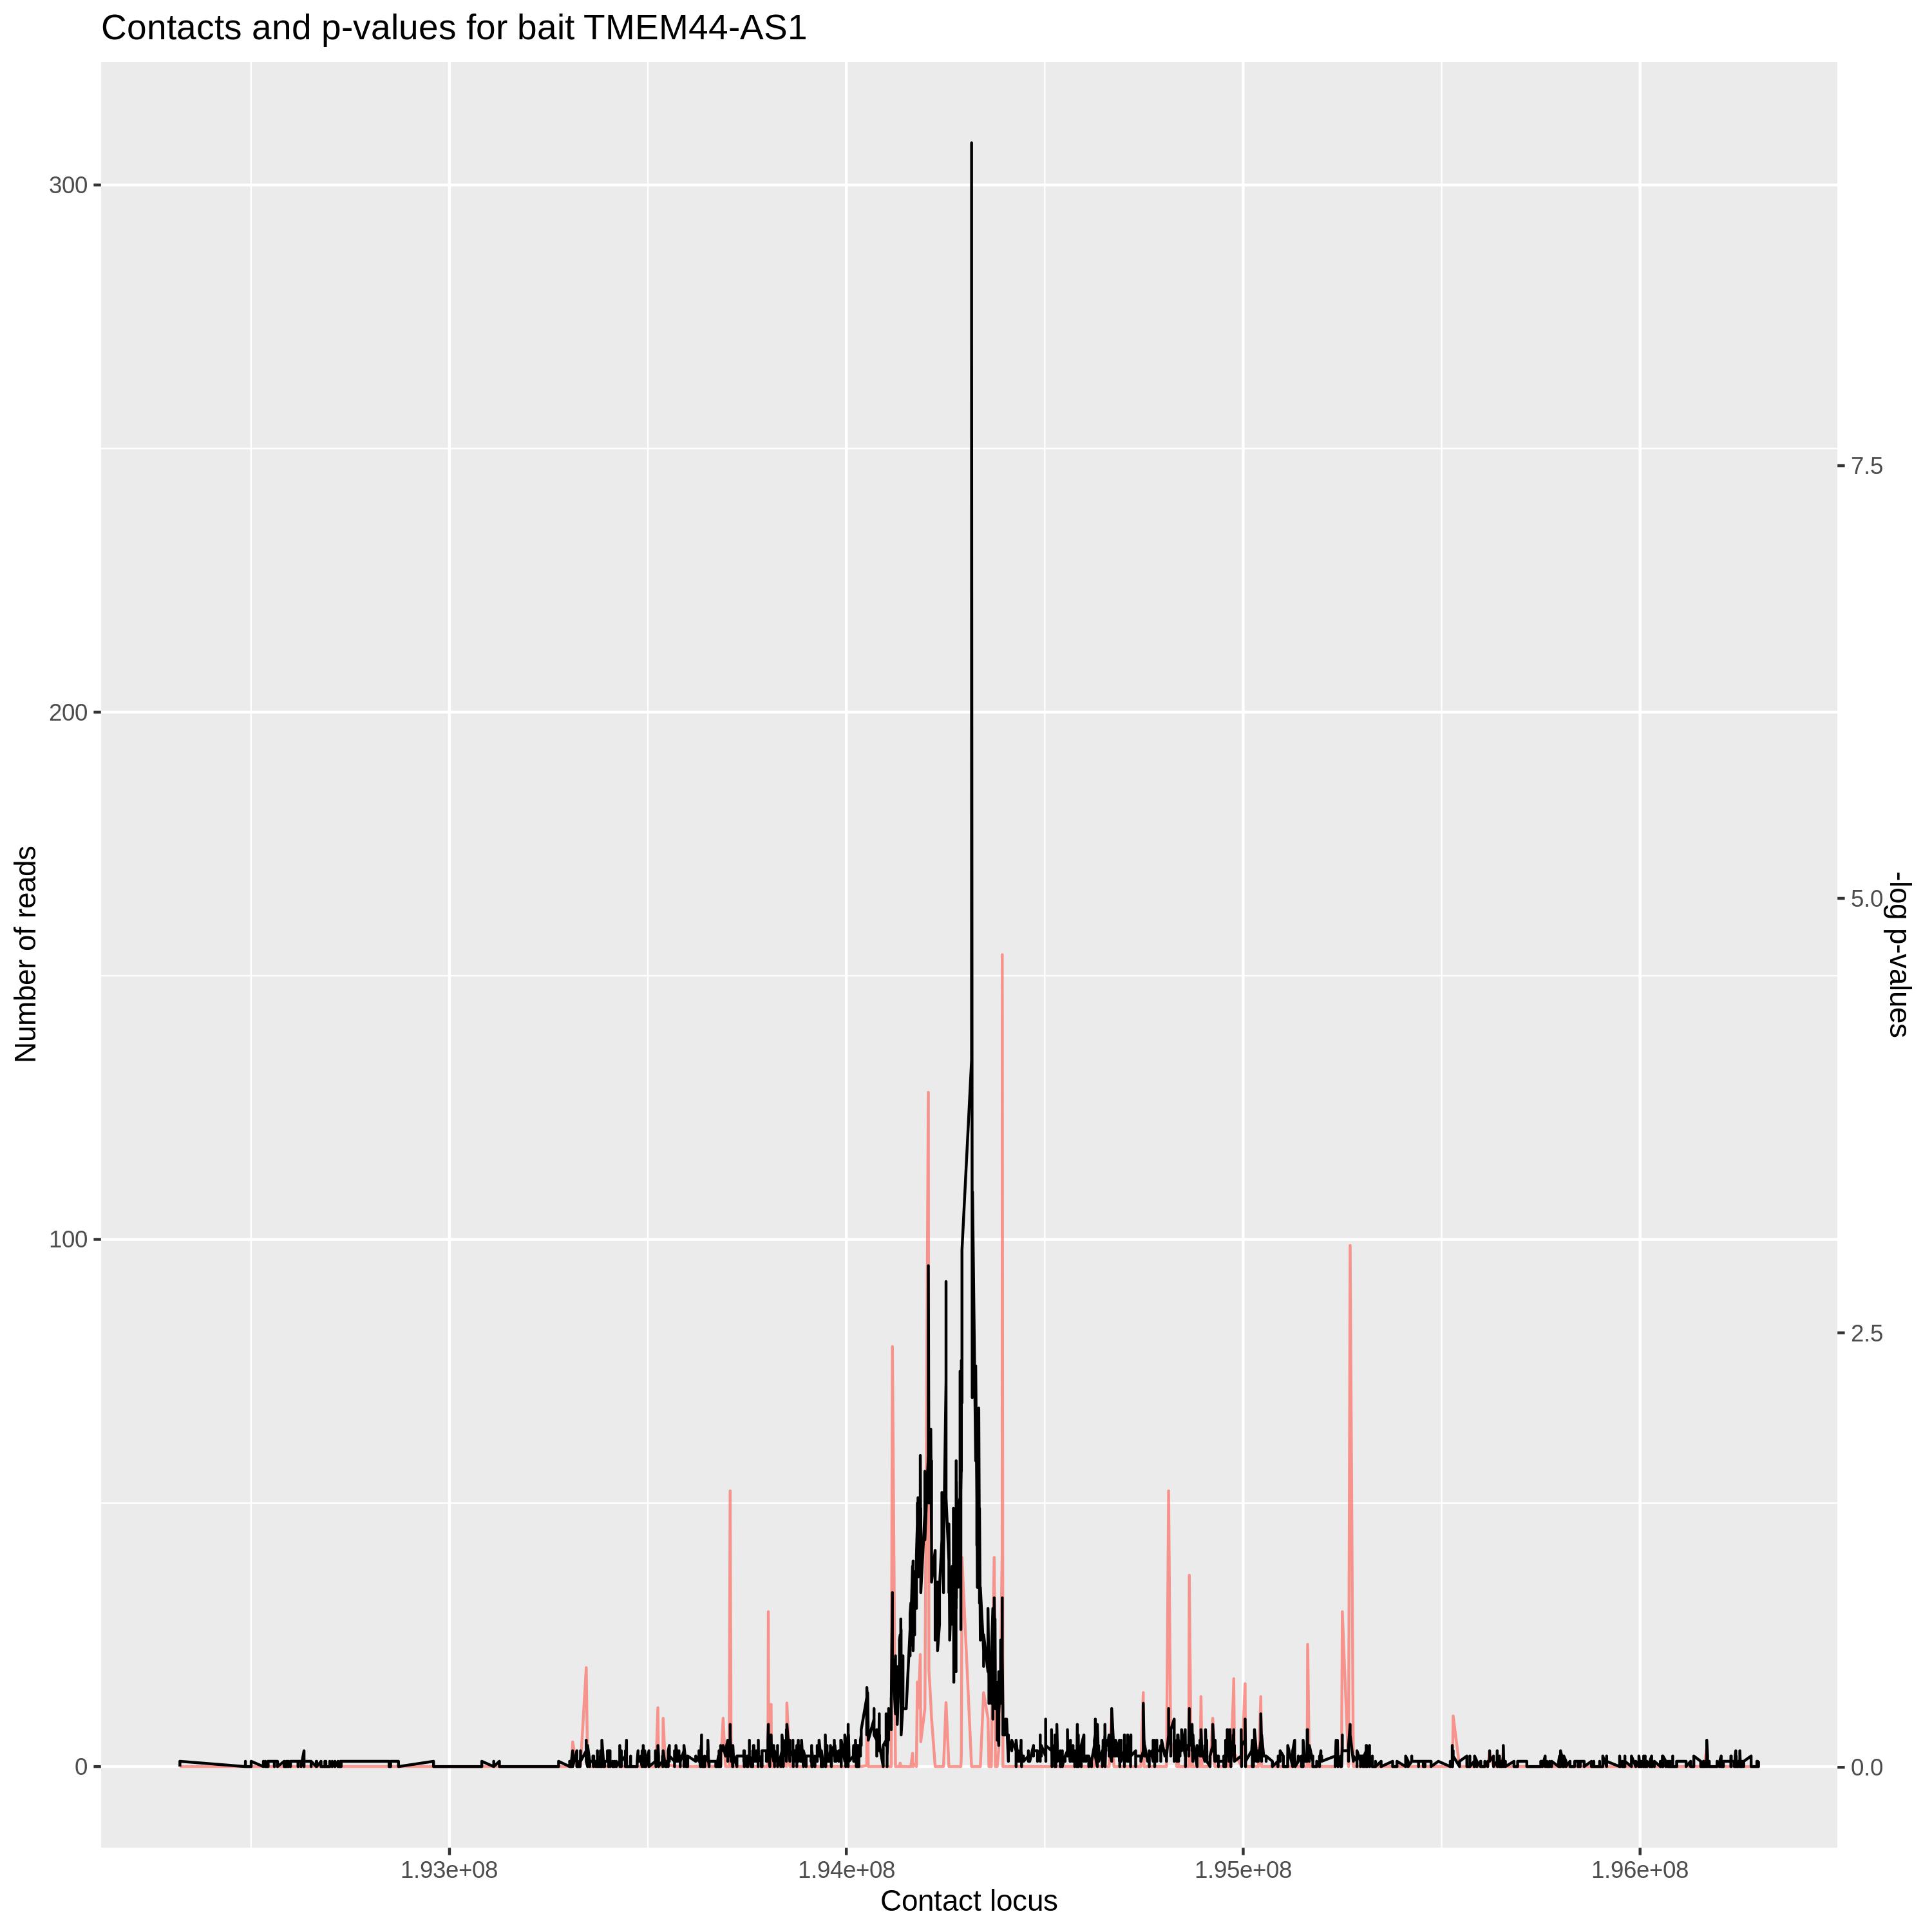 Contacts and p-values for bait TMEM44-AS1
300
200
100
0
Number of reads
7.5
5.0
2.5
0.0
-log p-values
1.93e+08
1.94e+08
1.95e+08
1.96e+08
Contact locus